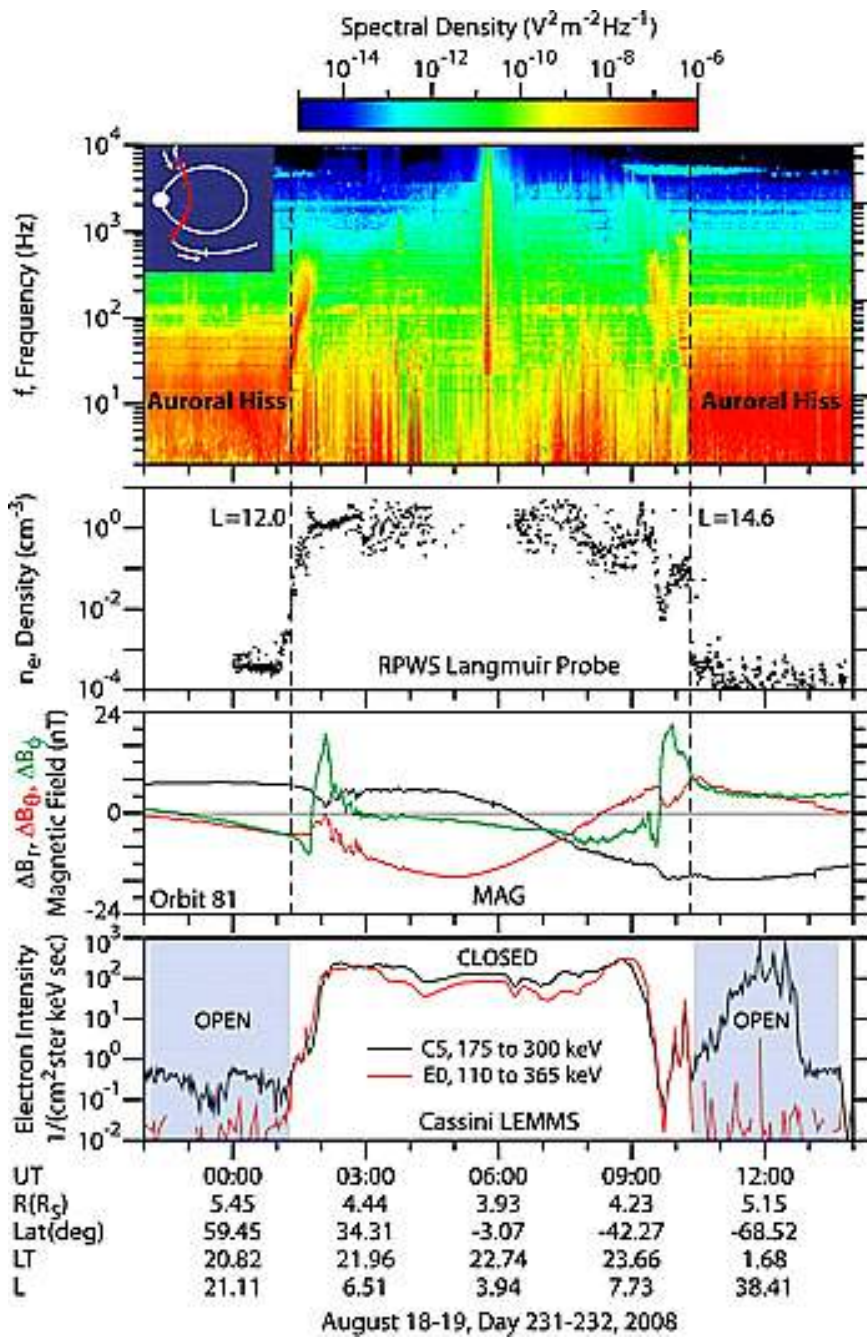 Spectral Density (V²m⁻²Hz⁻¹)
10⁻¹⁴ 10⁻¹² 10⁻¹⁰ 10⁻⁸ 10⁻⁶
f, Frequency (Hz)
10⁴
10³
10²
10¹
Auroral Hiss
Auroral Hiss
nₑ, Density (cm⁻³)
10⁰
10⁻²
10⁻⁴
L=12.0
L=14.6
RPWS Langmuir Probe
ΔBᵣ, ΔB_θ, ΔB_ϕ
Magnetic Field (nT)
24
0
-24
Orbit 81
MAG
Electron Intensity
1/(cm² ster keV sec)
10³
10²
10¹
10⁰
10⁻¹
10⁻²
OPEN
CLOSED
OPEN
C5, 175 to 300 keV
E0, 110 to 365 keV
Cassini LEMMS
UT 00:00 03:00 06:00 09:00 12:00
R(R_S) 5.45 4.44 3.93 4.23 5.15
Lat(deg) 59.45 34.31 -3.07 -42.27 -68.52
LT 20.82 21.96 22.74 23.66 1.68
L 21.11 6.51 3.94 7.73 38.41
August 18-19, Day 231-232, 2008